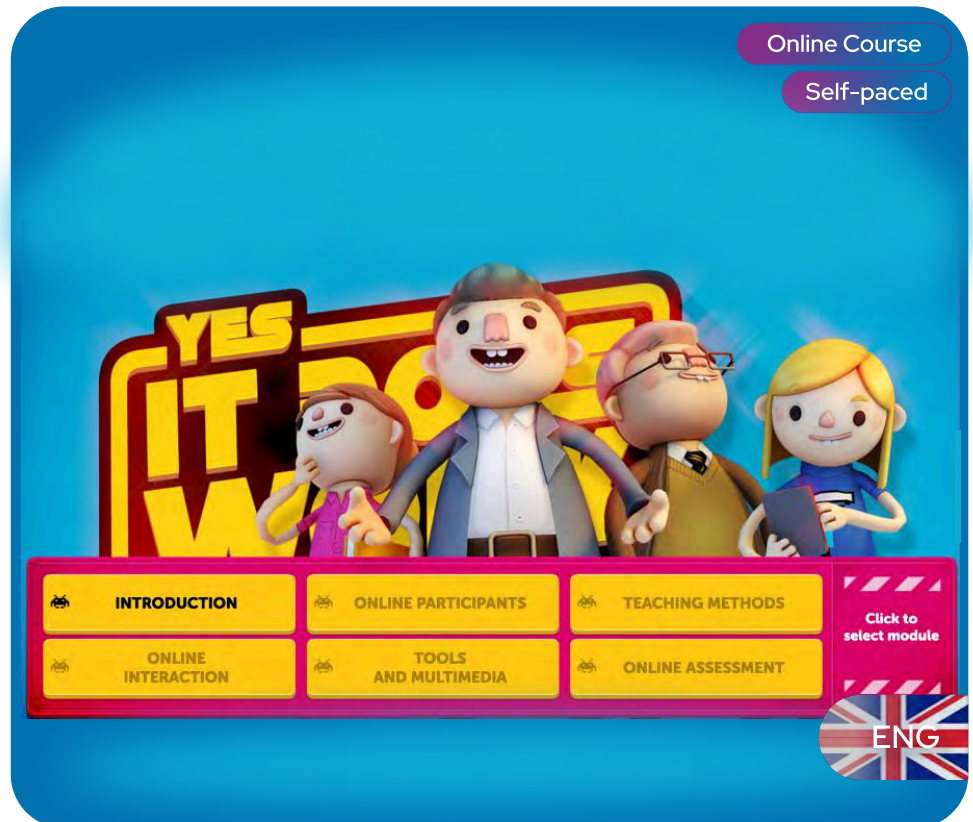 Online Course
Self-paced
YES
IT
INTRODUCTION
ONLINE PARTICIPANTS
TEACHING METHODS
Click to
select module
ONLINE
INTERACTION
TOOLS
AND MULTIMEDIA
ONLINE ASSESSMENT
ENG